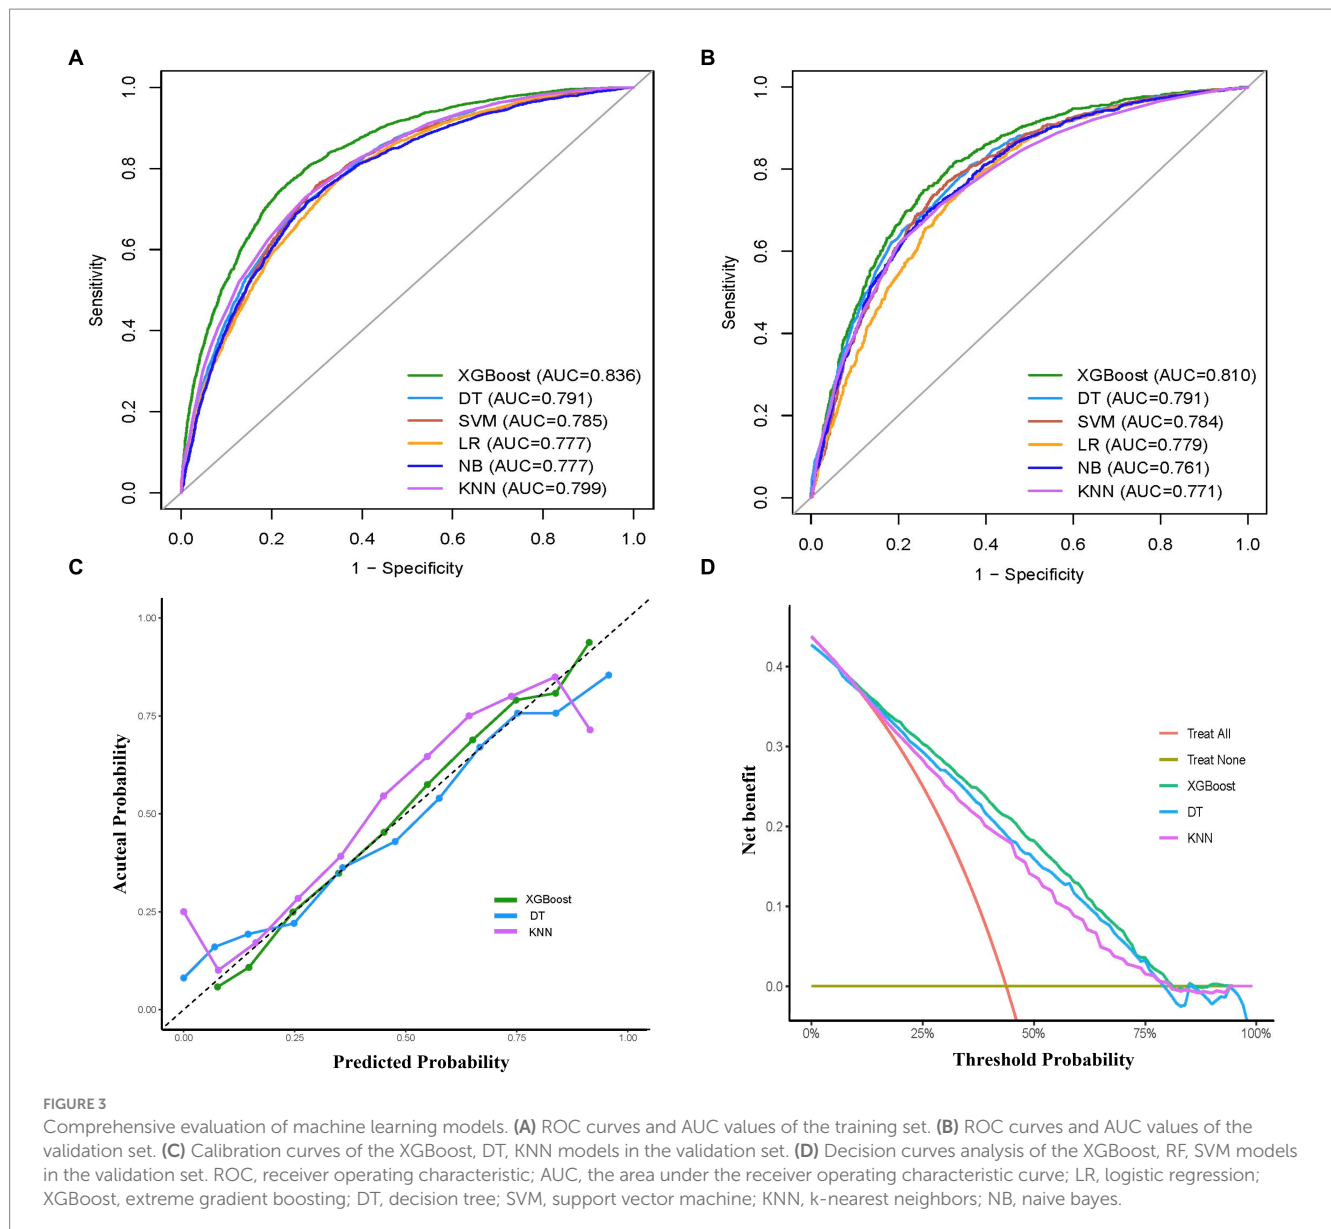 A
1.0
0.8
0.6
0.4
0.2
0.0
Sensitivity
XGBoost (AUC=0.836)
DT (AUC=0.791)
SVM (AUC=0.785)
LR (AUC=0.777)
NB (AUC=0.777)
KNN (AUC=0.799)
0.0 0.2 0.4 0.6 0.8 1.0
1 − Specificity
B
1.0
0.8
0.6
0.4
0.2
0.0
Sensitivity
XGBoost (AUC=0.810)
DT (AUC=0.791)
SVM (AUC=0.784)
LR (AUC=0.779)
NB (AUC=0.761)
KNN (AUC=0.771)
0.0 0.2 0.4 0.6 0.8 1.0
1 − Specificity
C
1.00
0.75
0.50
0.25
0.00
Acuteal Probability
XGBoost
DT
KNN
0.00 0.25 0.50 0.75 1.00
Predicted Probability
D
0.4
0.3
0.2
0.1
0.0
Net benefit
Treat All
Treat None
XGBoost
DT
KNN
0% 25% 50% 75% 100%
Threshold Probability
FIGURE 3
Comprehensive evaluation of machine learning models. (A) ROC curves and AUC values of the training set. (B) ROC curves and AUC values of the
validation set. (C) Calibration curves of the XGBoost, DT, KNN models in the validation set. (D) Decision curves analysis of the XGBoost, RF, SVM models
in the validation set. ROC, receiver operating characteristic; AUC, the area under the receiver operating characteristic curve; LR, logistic regression;
XGBoost, extreme gradient boosting; DT, decision tree; SVM, support vector machine; KNN, k-nearest neighbors; NB, naive bayes.